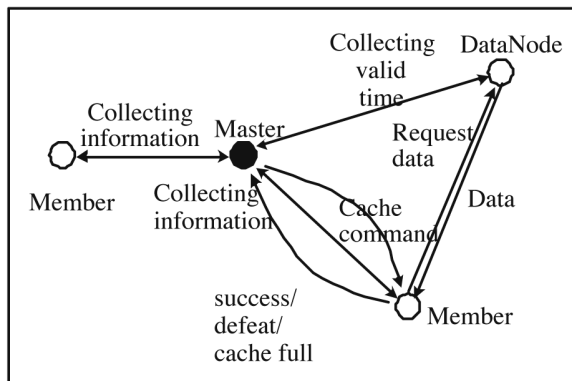 Collecting
valid
time
DataNode
Collecting
information
Master
Request
data
Member
Collecting
information
Cache
command
Data
success/
defeat/
cache full
Member